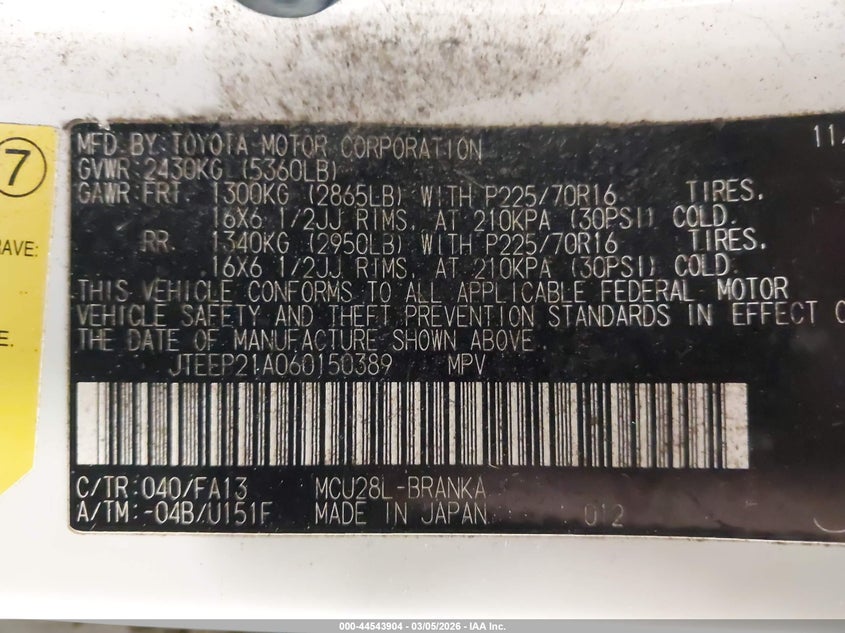 7
RAVE:
E.
MFD BY: TOYOTA MOTOR CORPORATION 11/
GVWR 2430KGL(5360LB)
GAWR FRT. 1300KG (2865LB) WITH P225/70R16 TIRES,
16X6 1/2JJ RIMS, AT 210KPA (30PSI) COLD.
RR. 1340KG (2950LB) WITH P225/70R16 TIRES,
16X6 1/2JJ RIMS, AT 210KPA (30PSI) COLD.
THIS VEHICLE CONFORMS TO ALL APPLICABLE FEDERAL MOTOR
VEHICLE SAFETY AND THEFT PREVENTION STANDARDS IN EFFECT O
THE DATE OF MANUFACTURE SHOWN ABOVE.
JTEEP21A060150389 MPV
C/TR: 040/FA13 MCU28L-BRANKA
A/TM: -04B/U151F MADE IN JAPAN 012
000-44543904 - 03/05/2026 - IAA Inc.